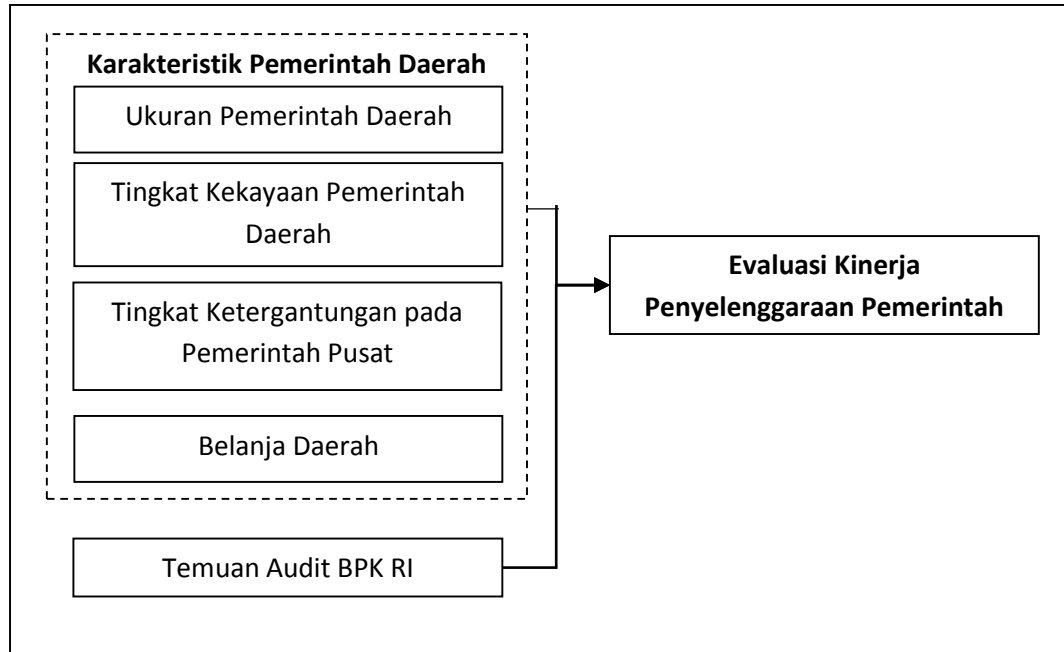 Karakteristik Pemerintah Daerah
Ukuran Pemerintah Daerah
Tingkat Kekayaan Pemerintah
Daerah
Tingkat Ketergantungan pada
Pemerintah Pusat
Belanja Daerah
Temuan Audit BPK RI
Evaluasi Kinerja
Penyelenggaraan Pemerintah